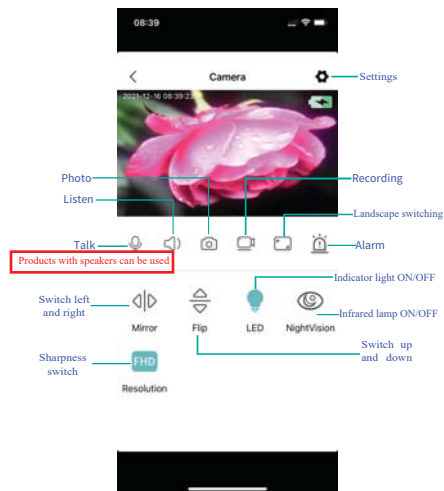 08:39
Camera
Settings
2021-12-16 08:39:23
Photo
Recording
Listen
Landscape switching
Talk
Alarm
Products with speakers can be used
Indicator light ON/OFF
Switch left
and right
Infrared lamp ON/OFF
Mirror
Flip
LED
NightVision
Switch up
and down
Sharpness
switch
FHD
Resolution